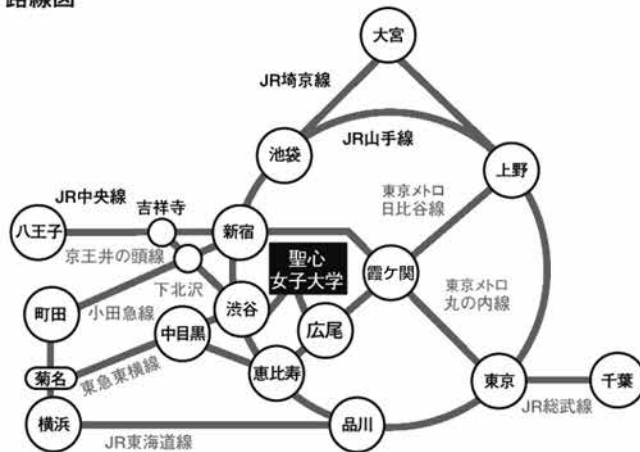 路線図
大宮
JR埼京線
池袋
JR山手線
上野
東京メトロ
日比谷線
JR中央線
吉祥寺
八王子
新宿
京王井の頭線
聖心
女子大学
霞ケ関
下北沢
東京メトロ
丸の内線
町田
小田急線
渋谷
中目黒
広尾
菊名
東急東横線
恵比寿
東京
千葉
JR総武線
横浜
品川
JR東海道線